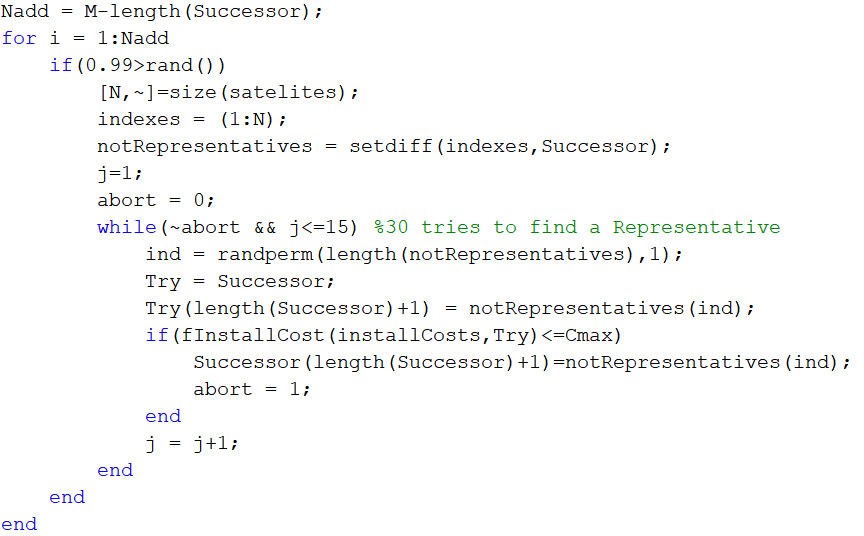 Nadd = M-length(Successor);
for i = 1:Nadd
    if(0.99>rand())
        [N,~]=size(satelites);
        indexes = (1:N);
        notRepresentatives = setdiff(indexes,Successor);
        j=1;
        abort = 0;
        while(~abort && j<=15) %30 tries to find a Representative
            ind = randperm(length(notRepresentatives),1);
            Try = Successor;
            Try(length(Successor)+1) = notRepresentatives(ind);
            if(fInstallCost(installCosts,Try)<=Cmax)
                Successor(length(Successor)+1)=notRepresentatives(ind);
                abort = 1;
            end
            j = j+1;
        end
    end
end